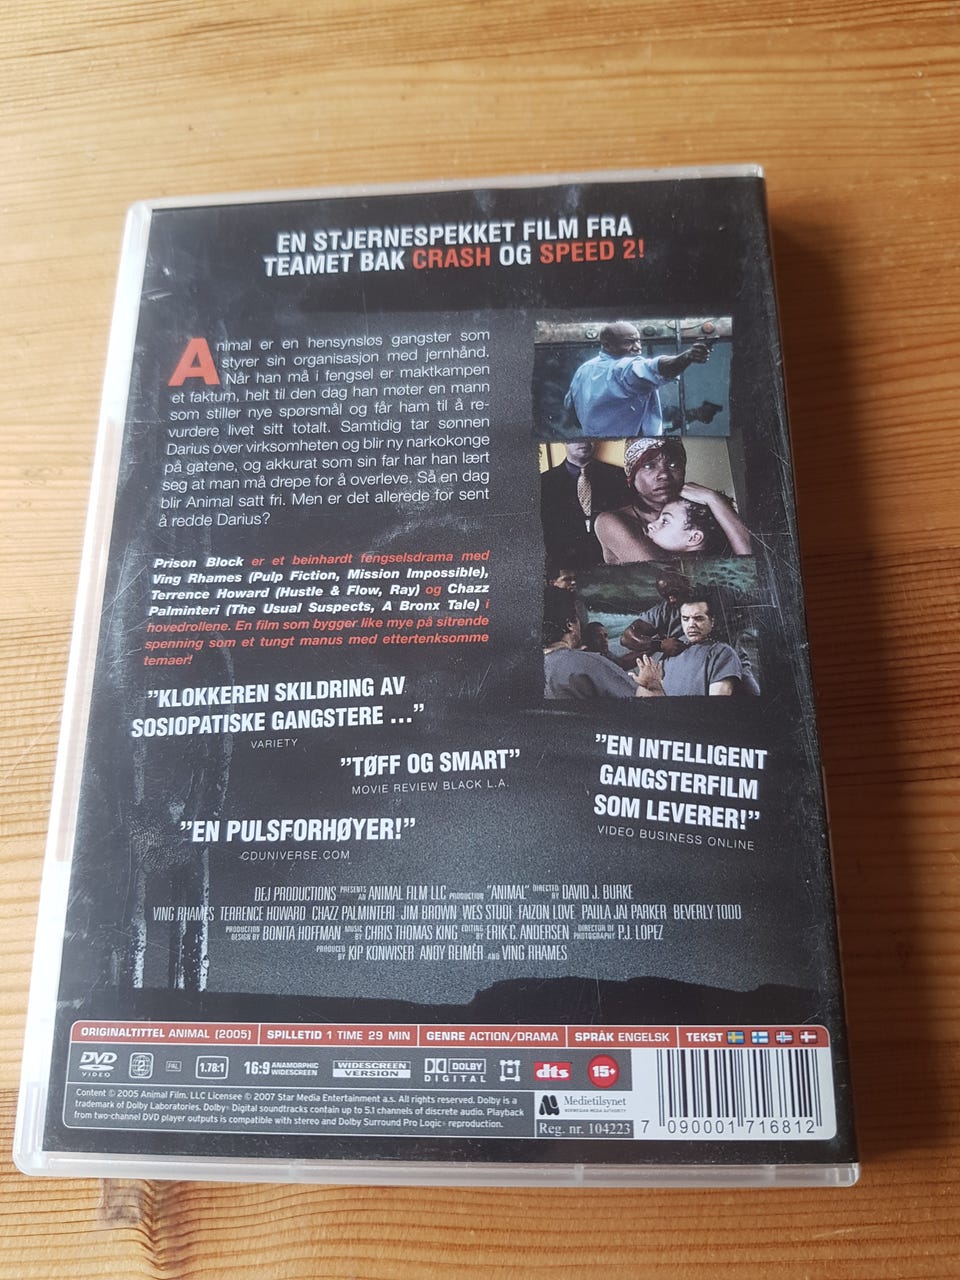 EN STJERNESPEKKET FILM FRA
TEAMET BAK CRASH OG SPEED 2!
Animal er en hensynsløs gangster som
styrer sin organisasjon med jernhånd.
Når han må i fengsel er maktkampen
et faktum, helt til den dag han møter en mann
som stiller nye spørsmål og får ham til å re-
vurdere livet sitt totalt. Samtidig tar sønnen
Darius over virksomheten og blir ny narkokonge
på gatene, og akkurat som sin far har han lært
seg at man må drepe for å overleve. Så en dag
blir Animal satt fri. Men er det allerede for sent
å redde Darius?
Prison Block er et beinhardt fengselsdrama med
Ving Rhames (Pulp Fiction, Mission Impossible),
Terrence Howard (Hustle & Flow, Ray) og Chazz
Palminteri (The Usual Suspects, A Bronx Tale) i
hovedrollene. En film som bygger like mye på sitrende
spenning som et tungt manus med ettertenksomme
temaer!
"KLOKKEREN SKILDRING AV
SOSIOPATISKE GANGSTERE ..."
VARIETY
"TØFF OG SMART"
MOVIE REVIEW BLACK L.A.
"EN INTELLIGENT
GANGSTERFILM
SOM LEVERER!"
VIDEO BUSINESS ONLINE
"EN PULSFORHØYER!"
CDUNIVERSE.COM
DEJ PRODUCTIONS PRESENTS AN ANIMAL FILM LLC PRODUCTION "ANIMAL" DIRECTED BY DAVID J. BURKE
VING RHAMES TERRENCE HOWARD CHAZZ PALMINTERI JIM BROWN WES STUDI FAIZON LOVE PAULA JAI PARKER BEVERLY TODD
PRODUCTION DESIGN BY BONITA HOFFMAN MUSIC BY CHRIS THOMAS KING EDITING BY ERIK C. ANDERSEN DIRECTOR OF PHOTOGRAPHY P.J. LOPEZ
PRODUCED BY KIP KONWISER ANDY REIMER AND VING RHAMES
ORIGINALTITTEL ANIMAL (2005) SPILLETID 1 TIME 29 MIN GENRE ACTION/DRAMA SPRÅK ENGELSK TEKST
DVD VIDEO PAL 1.78:1 16:9 ANAMORPHIC WIDESCREEN WIDESCREEN VERSION DOLBY DIGITAL dts 15+
Content © 2005 Animal Film, LLC Licensee © 2007 Star Media Entertainment a.s. All rights reserved. Dolby is a
trademark of Dolby Laboratories. Dolby Digital soundtracks contain up to 5.1 channels of discrete audio. Playback
from two-channel DVD player outputs is compatible with stereo and Dolby Surround Pro Logic reproduction.
Medietilsynet
NORWEGIAN MEDIA AUTHORITY
Reg. nr. 104223
7 090001 716812